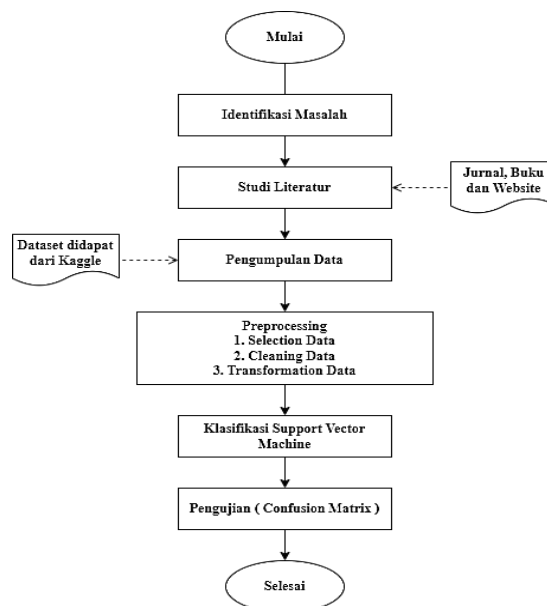 Mulai
Identifikasi Masalah
Studi Literatur
Jurnal, Buku
dan Website
Dataset didapat
dari Kaggle
Pengumpulan Data
Preprocessing
1. Selection Data
2. Cleaning Data
3. Transformation Data
Klasifikasi Support Vector
Machine
Pengujian ( Confusion Matrix )
Selesai